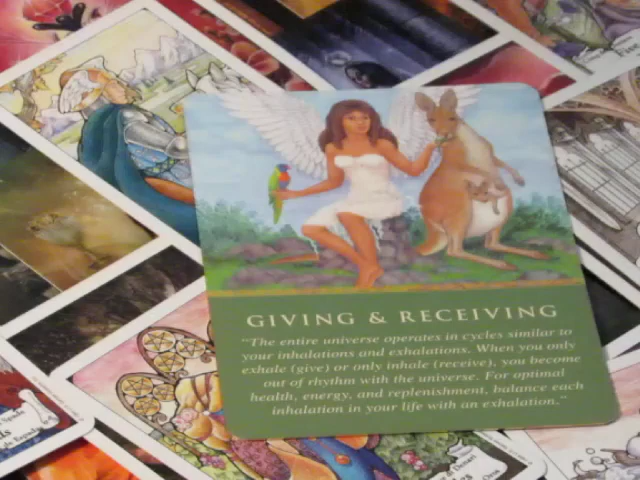 GIVING & RECEIVING
"The entire universe operates in cycles similar to
your inhalations and exhalations. When you only
exhale (give) or only inhale (receive), you become
out of rhythm with the universe. For optimal
health, energy, and replenishment, balance each
inhalation in your life with an exhalation."